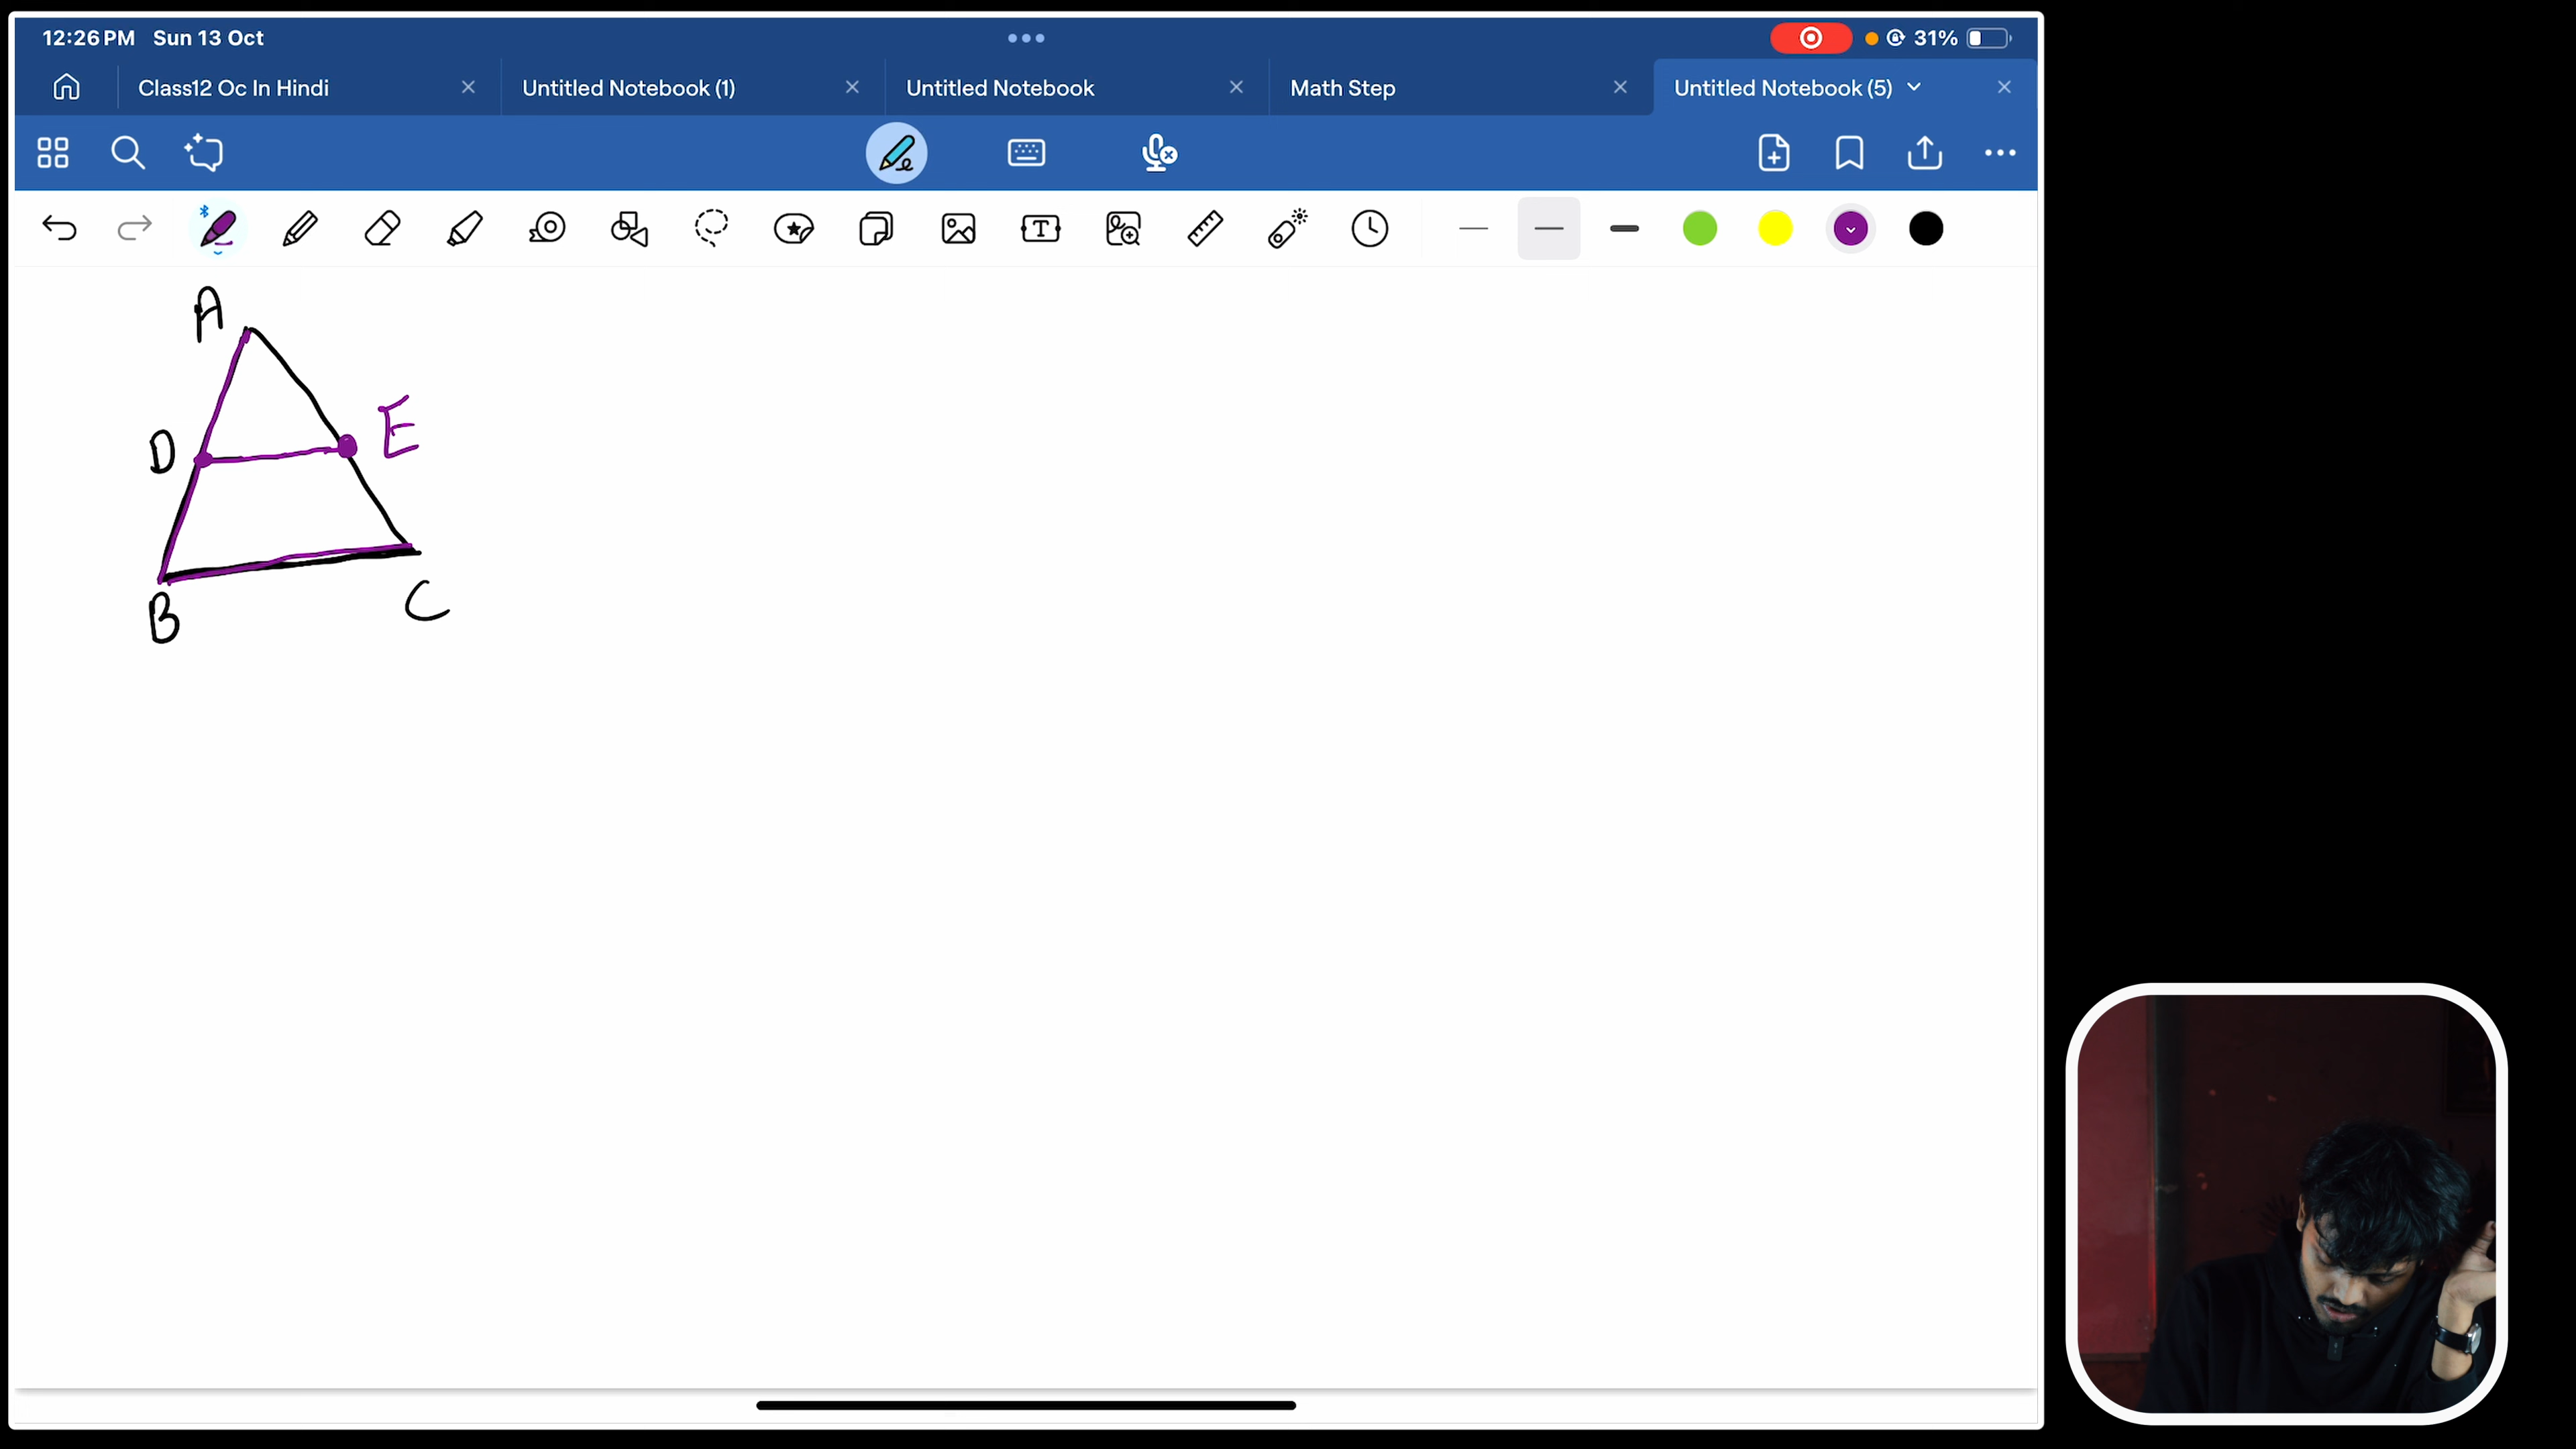 12:26 PM Sun 13 Oct
31%
Class12 Oc In Hindi
Untitled Notebook (1)
Untitled Notebook
Math Step
Untitled Notebook (5)
T
A
E
D
B
C